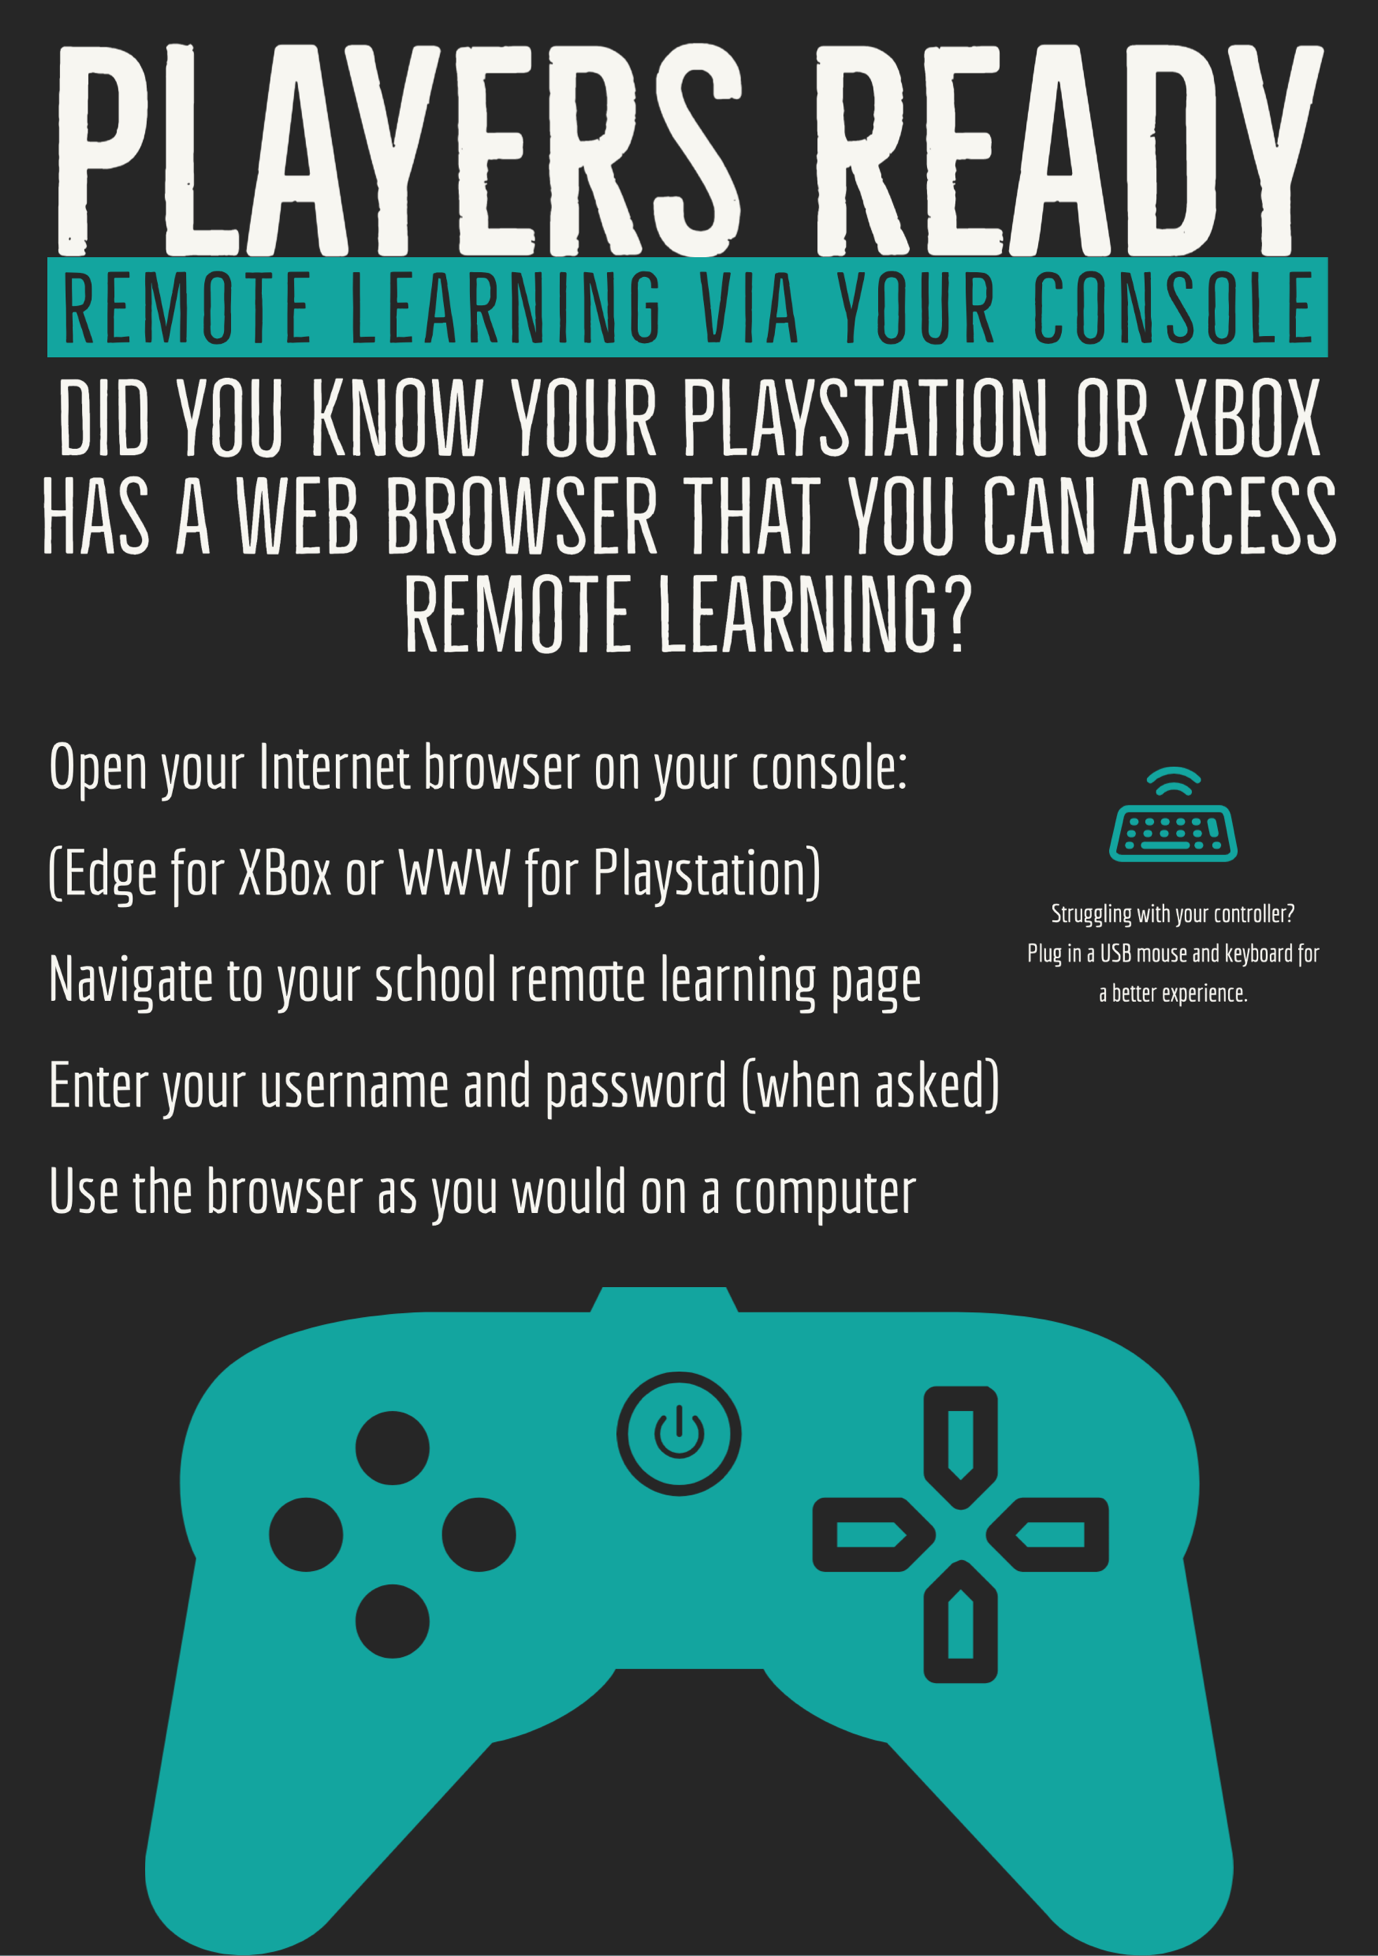 PLAYERS READY
REMOTE LEARNING VIA YOUR CONSOLE
DID YOU KNOW YOUR PLAYSTATION OR XBOX
HAS A WEB BROWSER THAT YOU CAN ACCESS
REMOTE LEARNING?
Open your Internet browser on your console:
(Edge for XBox or WWW for Playstation)
Navigate to your school remote learning page
Enter your username and password (when asked)
Use the browser as you would on a computer
Struggling with your controller?
Plug in a USB mouse and keyboard for
a better experience.